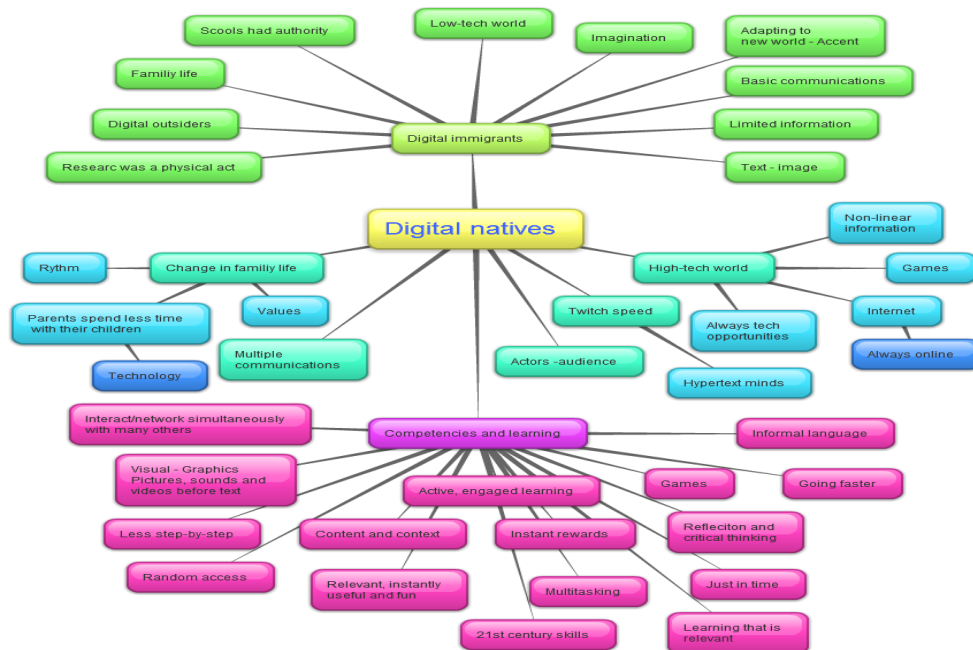 Low-tech world
Scools had authority
Imagination
Adapting to
new world - Accent
Familiy life
Basic communications
Digital outsiders
Digital immigrants
Limited information
Researc was a physical act
Text - image
Digital natives
Non-linear
information
Rythm
Change in familiy life
High-tech world
Games
Parents spend less time
with their children
Values
Twitch speed
Internet
Always tech
opportunities
Technology
Multiple
communications
Actors -audience
Always online
Hypertext minds
Interact/network simultaneously
with many others
Competencies and learning
Informal language
Visual - Graphics
Pictures, sounds and
videos before text
Active, engaged learning
Games
Going faster
Less step-by-step
Content and context
Instant rewards
Refleciton and
critical thinking
Random access
Relevant, instantly
useful and fun
Multitasking
Just in time
21st century skills
Learning that is
relevant